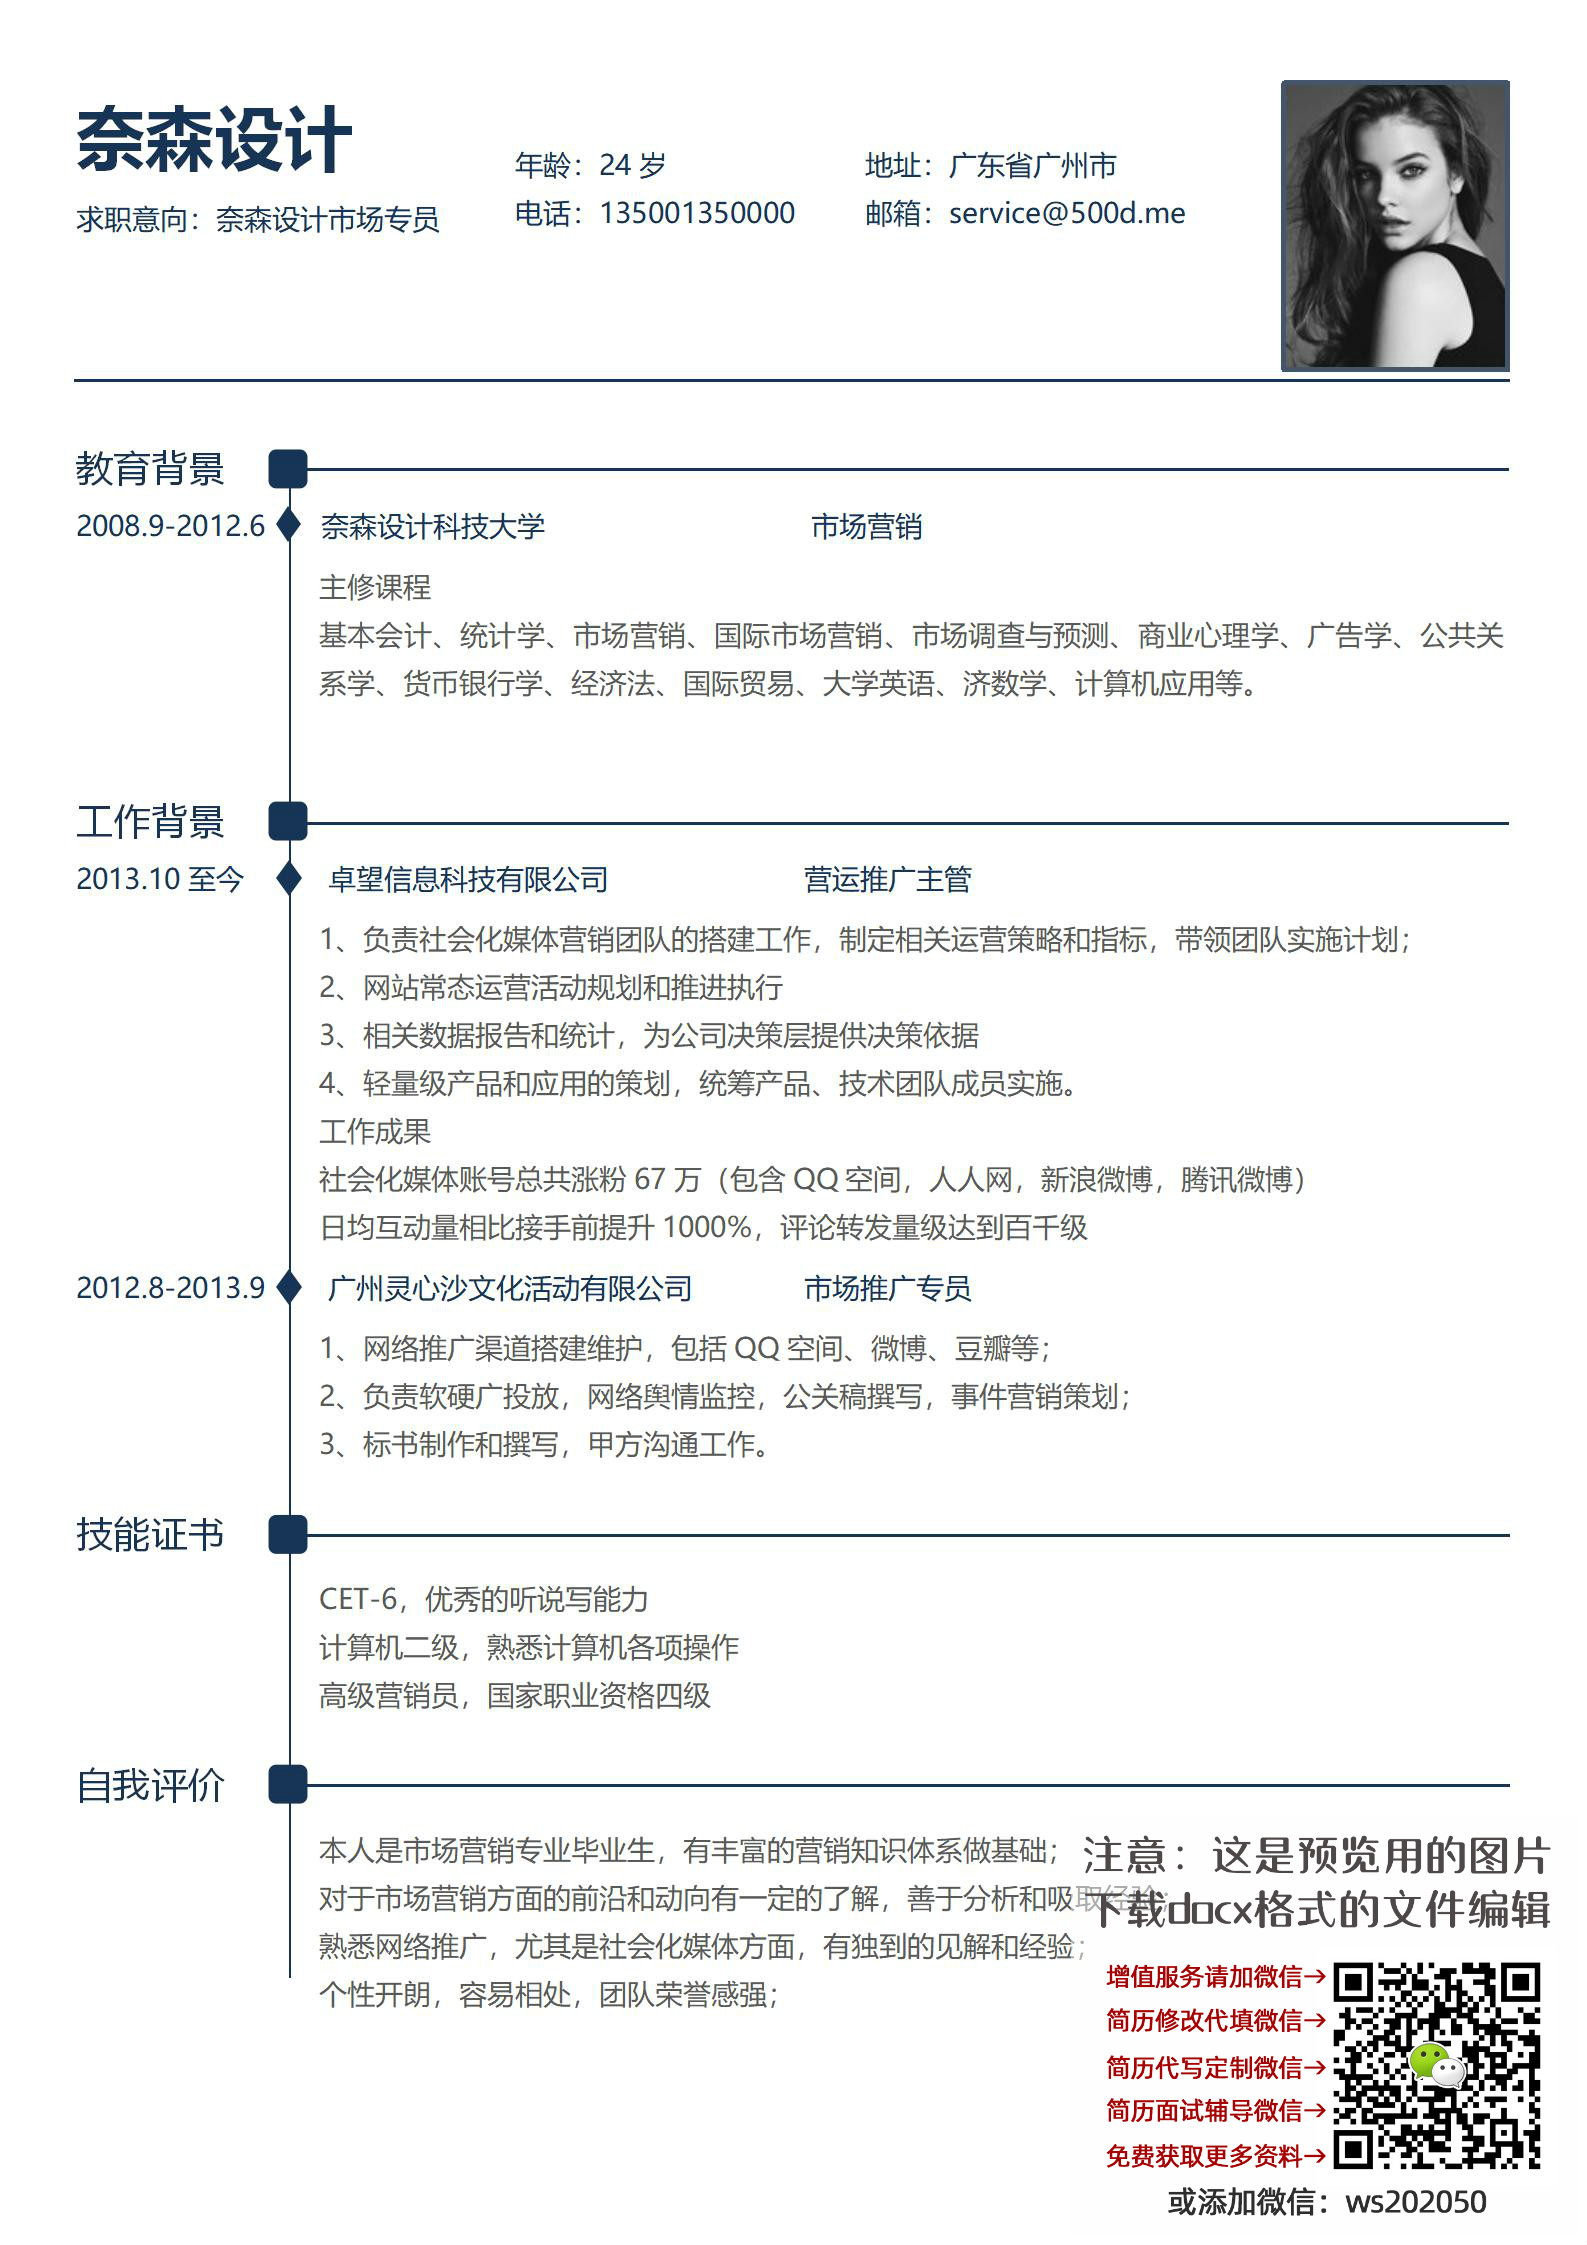 奈森设计
求职意向：奈森设计市场专员
年龄：24 岁
电话：135001350000
地址：广东省广州市
邮箱：service@500d.me
教育背景
2008.9-2012.6 奈森设计科技大学 市场营销
主修课程
基本会计、统计学、市场营销、国际市场营销、市场调查与预测、商业心理学、广告学、公共关
系学、货币银行学、经济法、国际贸易、大学英语、济数学、计算机应用等。
工作背景
2013.10 至今 卓望信息科技有限公司 营运推广主管
1、负责社会化媒体营销团队的搭建工作，制定相关运营策略和指标，带领团队实施计划；
2、网站常态运营活动规划和推进执行
3、相关数据报告和统计，为公司决策层提供决策依据
4、轻量级产品和应用的策划，统筹产品、技术团队成员实施。
工作成果
社会化媒体账号总共涨粉 67 万（包含 QQ 空间，人人网，新浪微博，腾讯微博）
日均互动量相比接手前提升 1000%，评论转发量级达到百千级
2012.8-2013.9 广州灵心沙文化活动有限公司 市场推广专员
1、网络推广渠道搭建维护，包括 QQ 空间、微博、豆瓣等；
2、负责软硬广投放，网络舆情监控，公关稿撰写，事件营销策划；
3、标书制作和撰写，甲方沟通工作。
技能证书
CET-6，优秀的听说写能力
计算机二级，熟悉计算机各项操作
高级营销员，国家职业资格四级
自我评价
本人是市场营销专业毕业生，有丰富的营销知识体系做基础；
对于市场营销方面的前沿和动向有一定的了解，善于分析和吸取经验；
熟悉网络推广，尤其是社会化媒体方面，有独到的见解和经验；
个性开朗，容易相处，团队荣誉感强；
注意：这是预览用的图片
下载docx格式的文件编辑
增值服务请加微信→
简历修改代填微信→
简历代写定制微信→
简历面试辅导微信→
免费获取更多资料→
或添加微信：ws202050